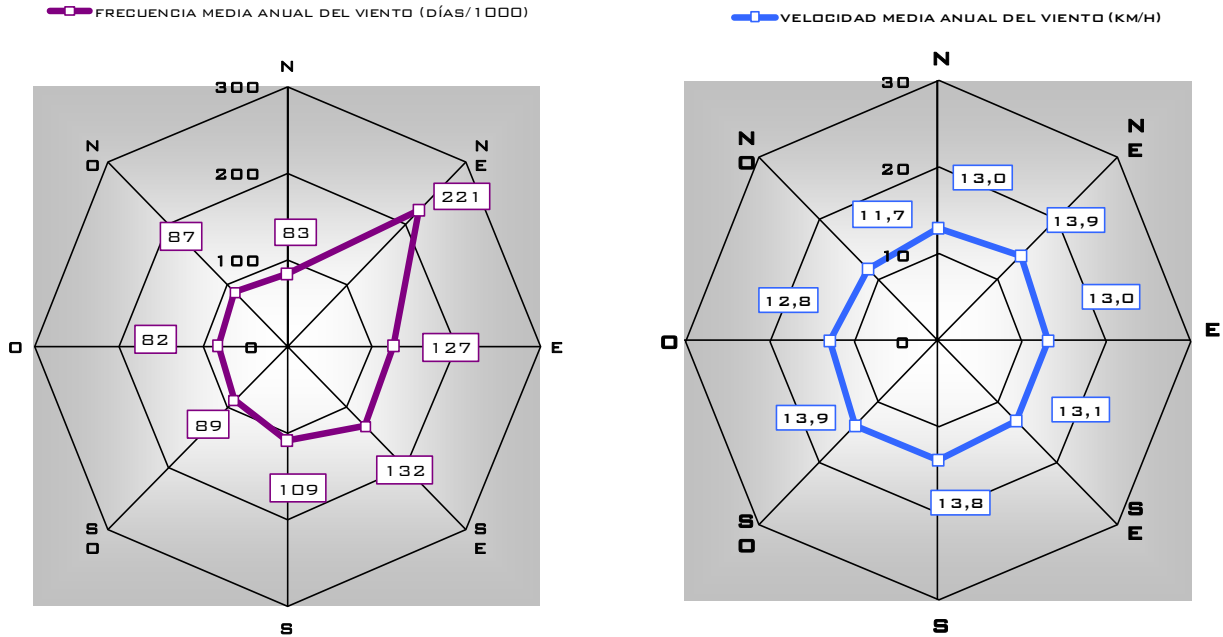 FRECUENCIA MEDIA ANUAL DEL VIENTO (DÍAS/1000)
N
300
NO
NE
200
221
83
87
100
O
82
0
127
E
89
132
109
SO
SE
S
VELOCIDAD MEDIA ANUAL DEL VIENTO (KM/H)
N
30
NO
NE
20
13,0
11,7
13,9
10
12,8
13,0
O
0
E
13,9
13,1
13,8
SO
SE
S